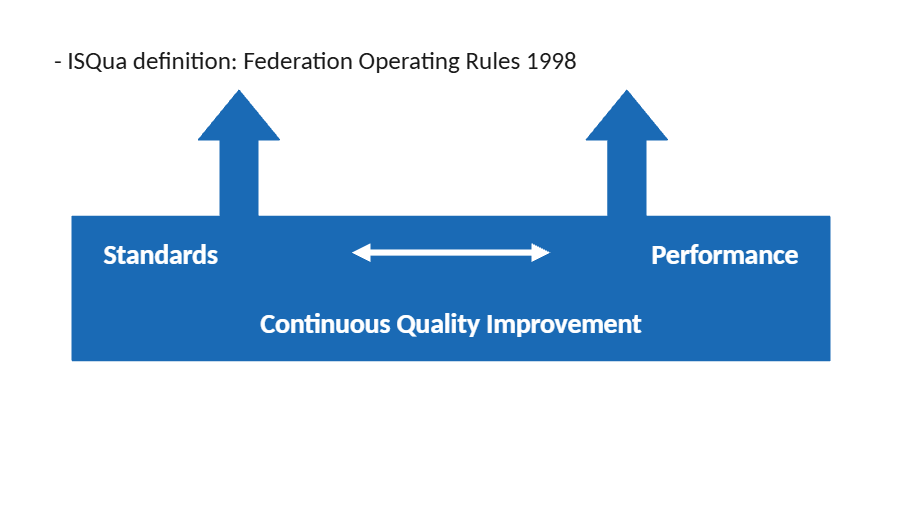 - ISQua definition: Federation Operating Rules 1998
Standards
Performance
Continuous Quality Improvement